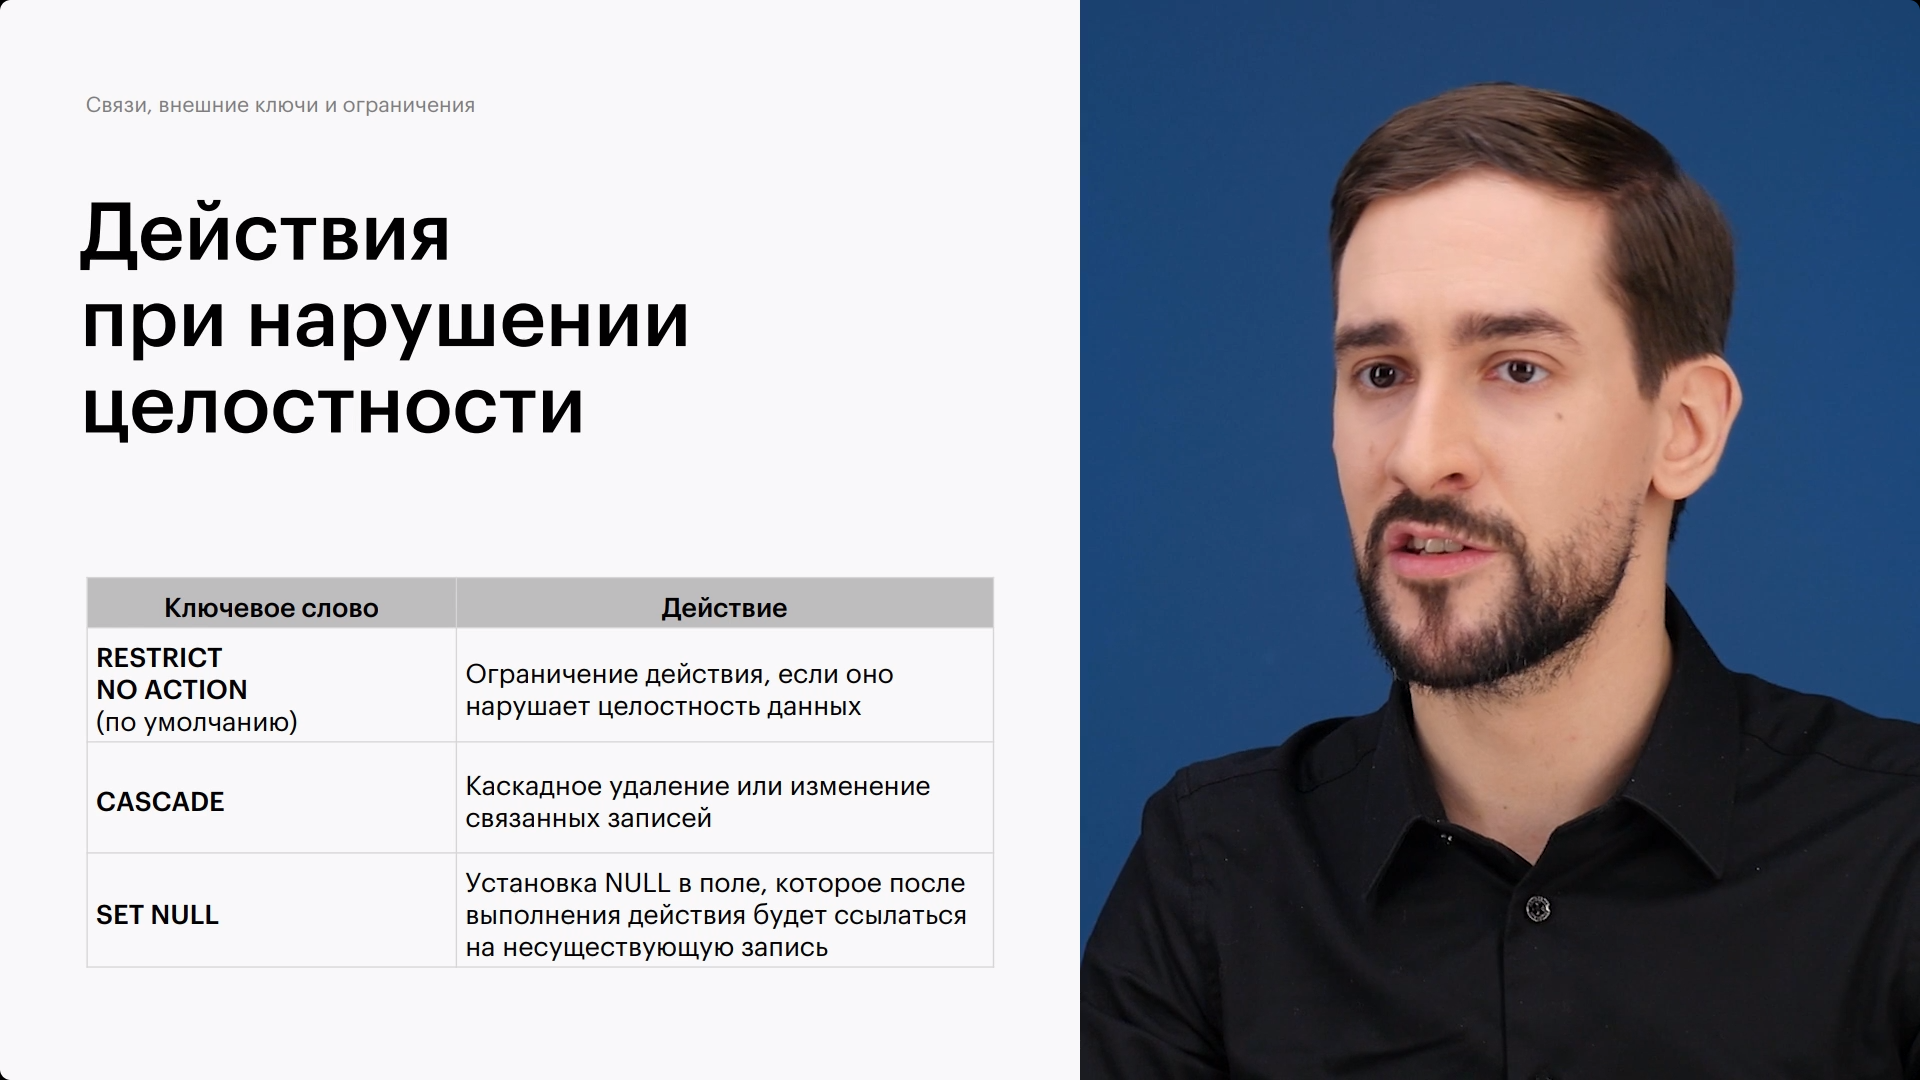 Связи, внешние ключи и ограничения
Действия
при нарушении
целостности
Ключевое слово
Действие
RESTRICT
NO ACTION
(по умолчанию)
Ограничение действия, если оно
нарушает целостность данных
CASCADE
Каскадное удаление или изменение
связанных записей
SET NULL
Установка NULL в поле, которое после
выполнения действия будет ссылаться
на несуществующую запись